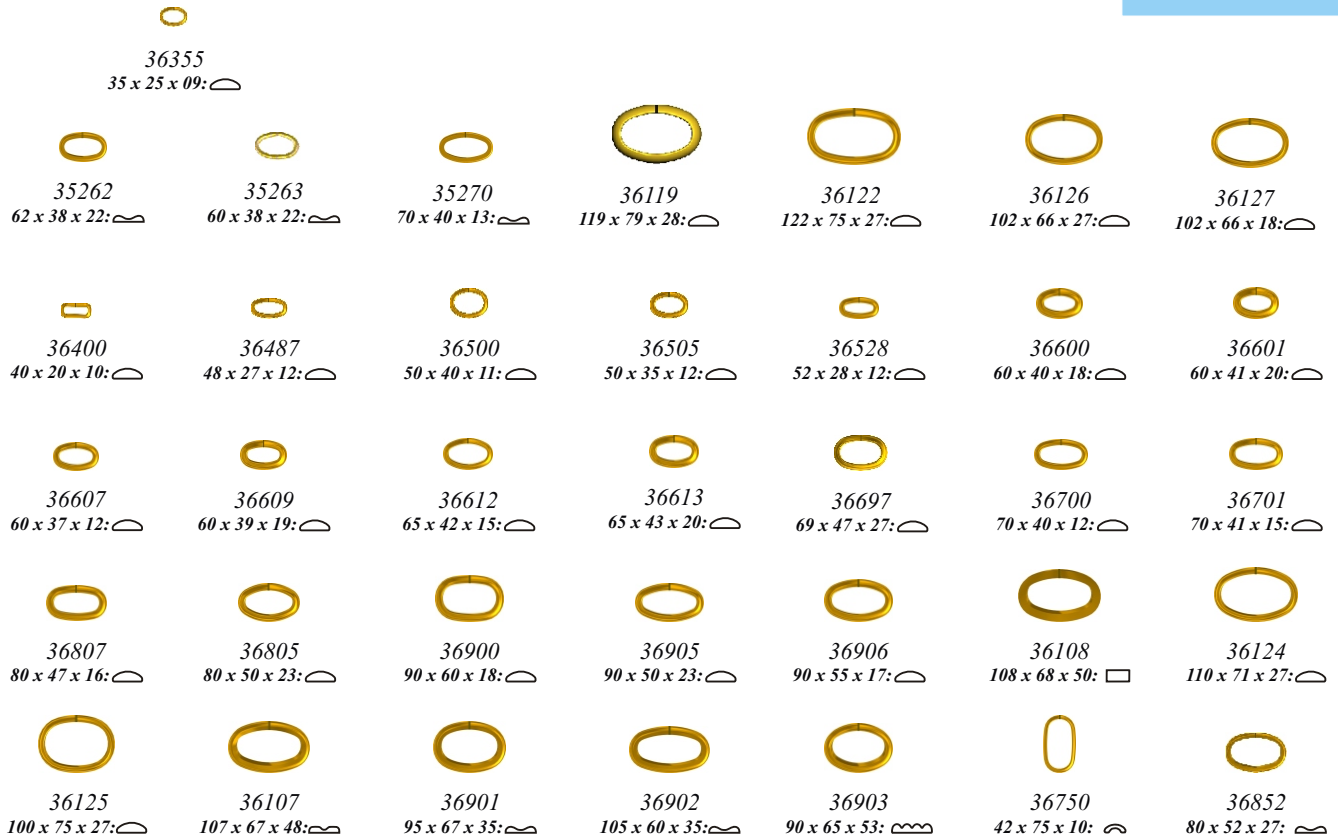 36355
35 x 25 x 09:
35262
62 x 38 x 22:
35263
60 x 38 x 22:
35270
70 x 40 x 13:
36119
119 x 79 x 28:
36122
122 x 75 x 27:
36126
102 x 66 x 27:
36127
102 x 66 x 18:
36400
40 x 20 x 10:
36487
48 x 27 x 12:
36500
50 x 40 x 11:
36505
50 x 35 x 12:
36528
52 x 28 x 12:
36600
60 x 40 x 18:
36601
60 x 41 x 20:
36607
60 x 37 x 12:
36609
60 x 39 x 19:
36612
65 x 42 x 15:
36613
65 x 43 x 20:
36697
69 x 47 x 27:
36700
70 x 40 x 12:
36701
70 x 41 x 15:
36807
80 x 47 x 16:
36805
80 x 50 x 23:
36900
90 x 60 x 18:
36905
90 x 50 x 23:
36906
90 x 55 x 17:
36108
108 x 68 x 50:
36124
110 x 71 x 27:
36125
100 x 75 x 27:
36107
107 x 67 x 48:
36901
95 x 67 x 35:
36902
105 x 60 x 35:
36903
90 x 65 x 53:
36750
42 x 75 x 10:
36852
80 x 52 x 27: